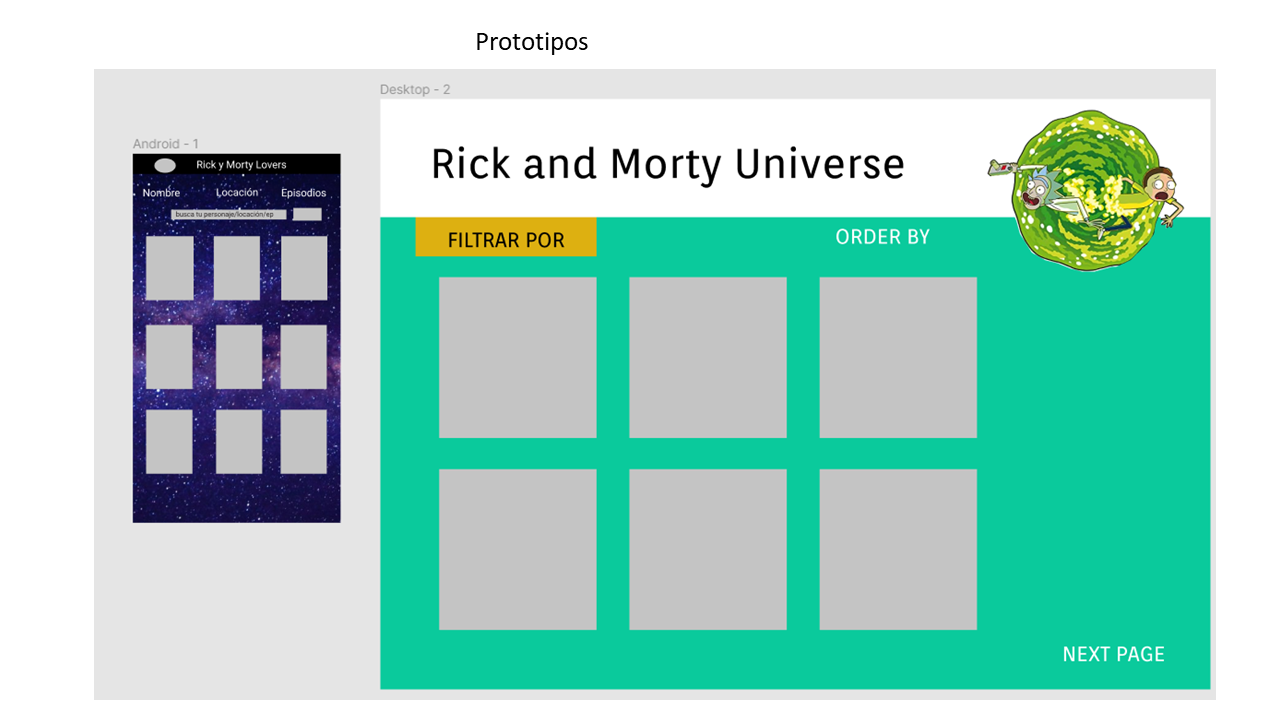 Prototipos
Desktop - 2
Android - 1
Rick y Morty Lovers
Nombre Locación Episodios
busca tu personaje/locación/ep
Rick and Morty Universe
FILTRAR POR
ORDER BY
NEXT PAGE